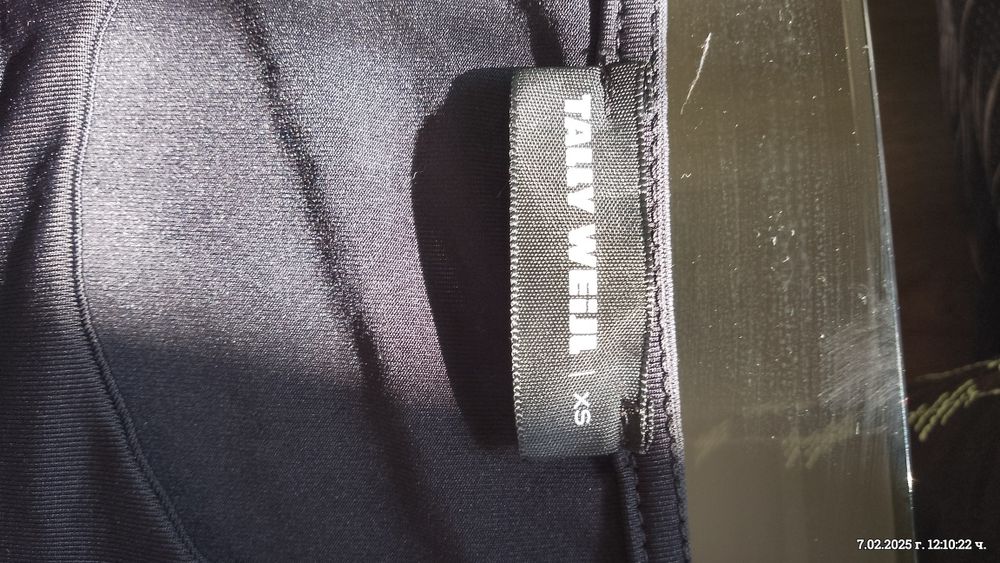 TALLY WEiJL | XS
7.02.2025 г. 12:10:22 ч.